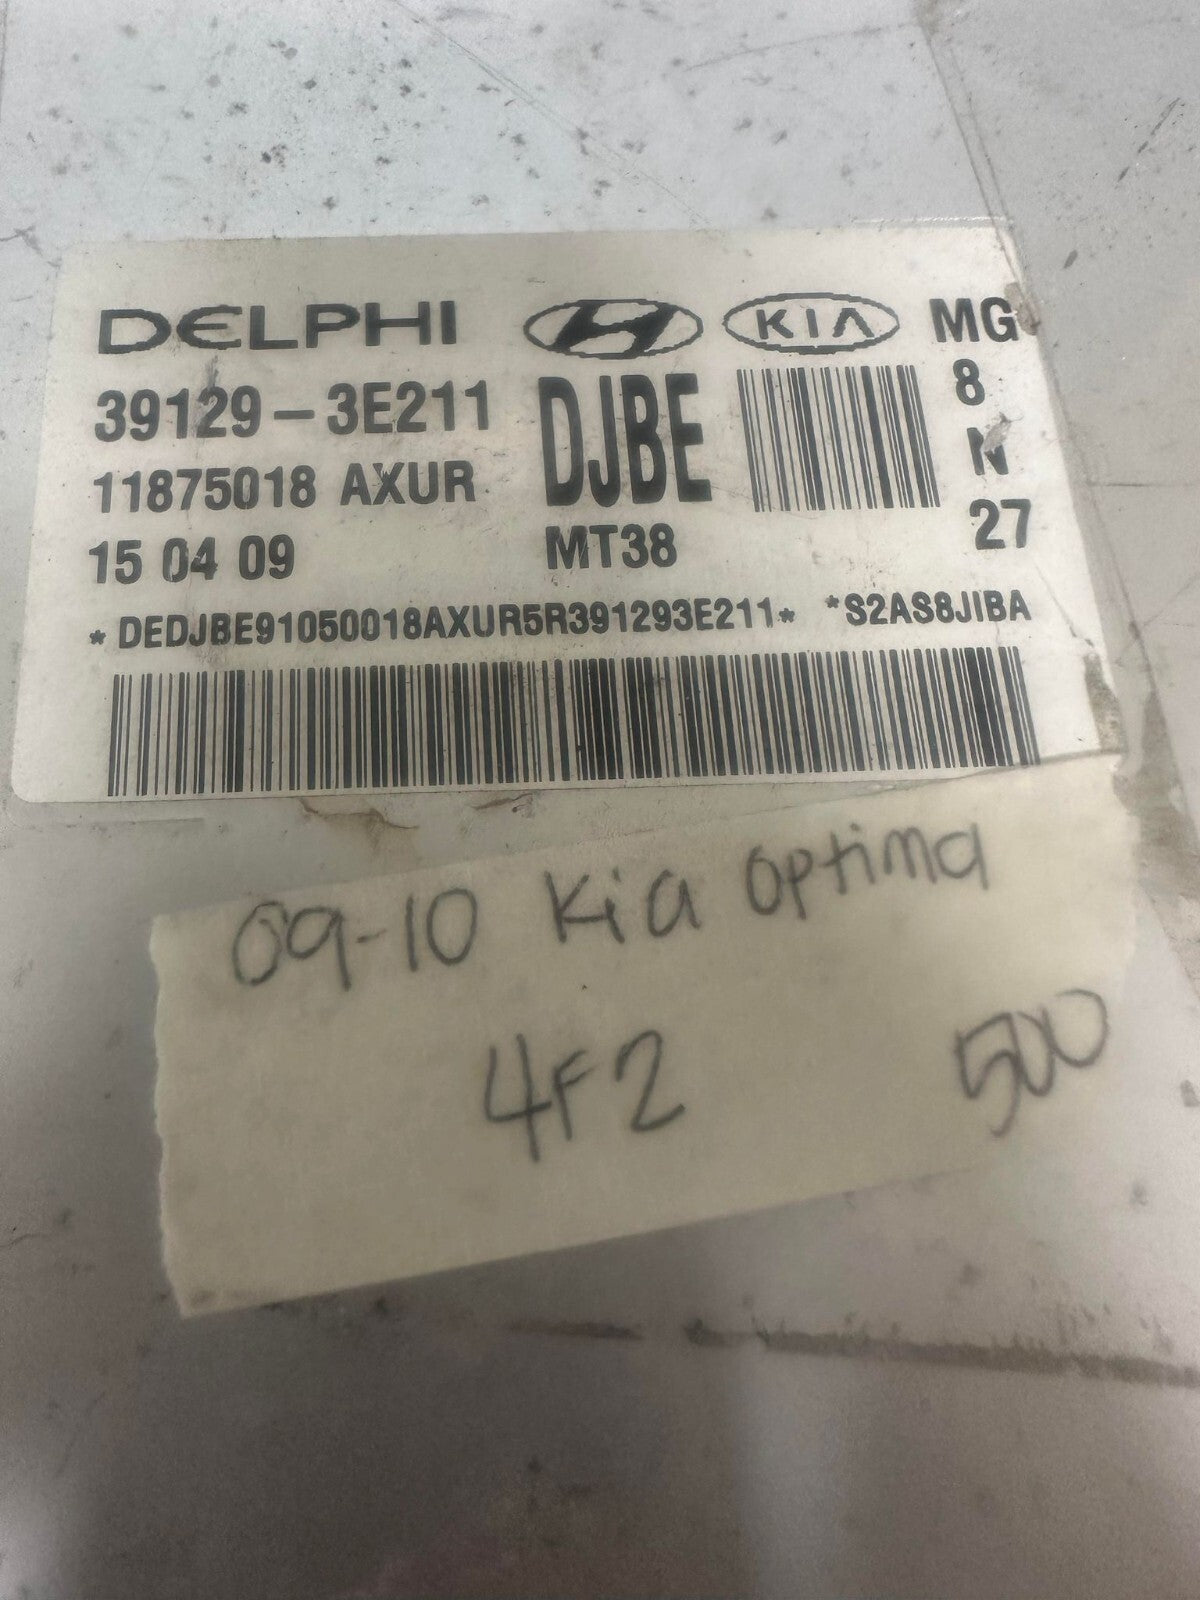 DELPHI H KIA MG
39129-3E211 DJBE 8
11875018 AXUR N
15 04 09 MT38 27
*DEDJBE91050018AXUR5R391293E211* *S2AS8JIBA
09-10 Kia Optima
4F2 500